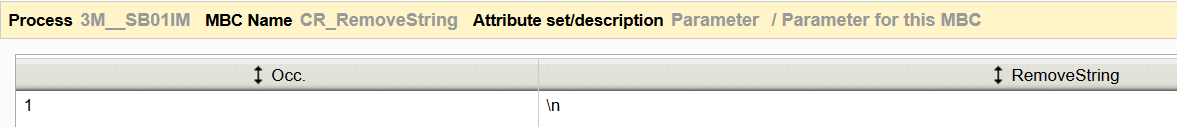 Process 3M__SB01IM MBC Name CR_RemoveString Attribute set/description Parameter / Parameter for this MBC
Occ. RemoveString
1 \n